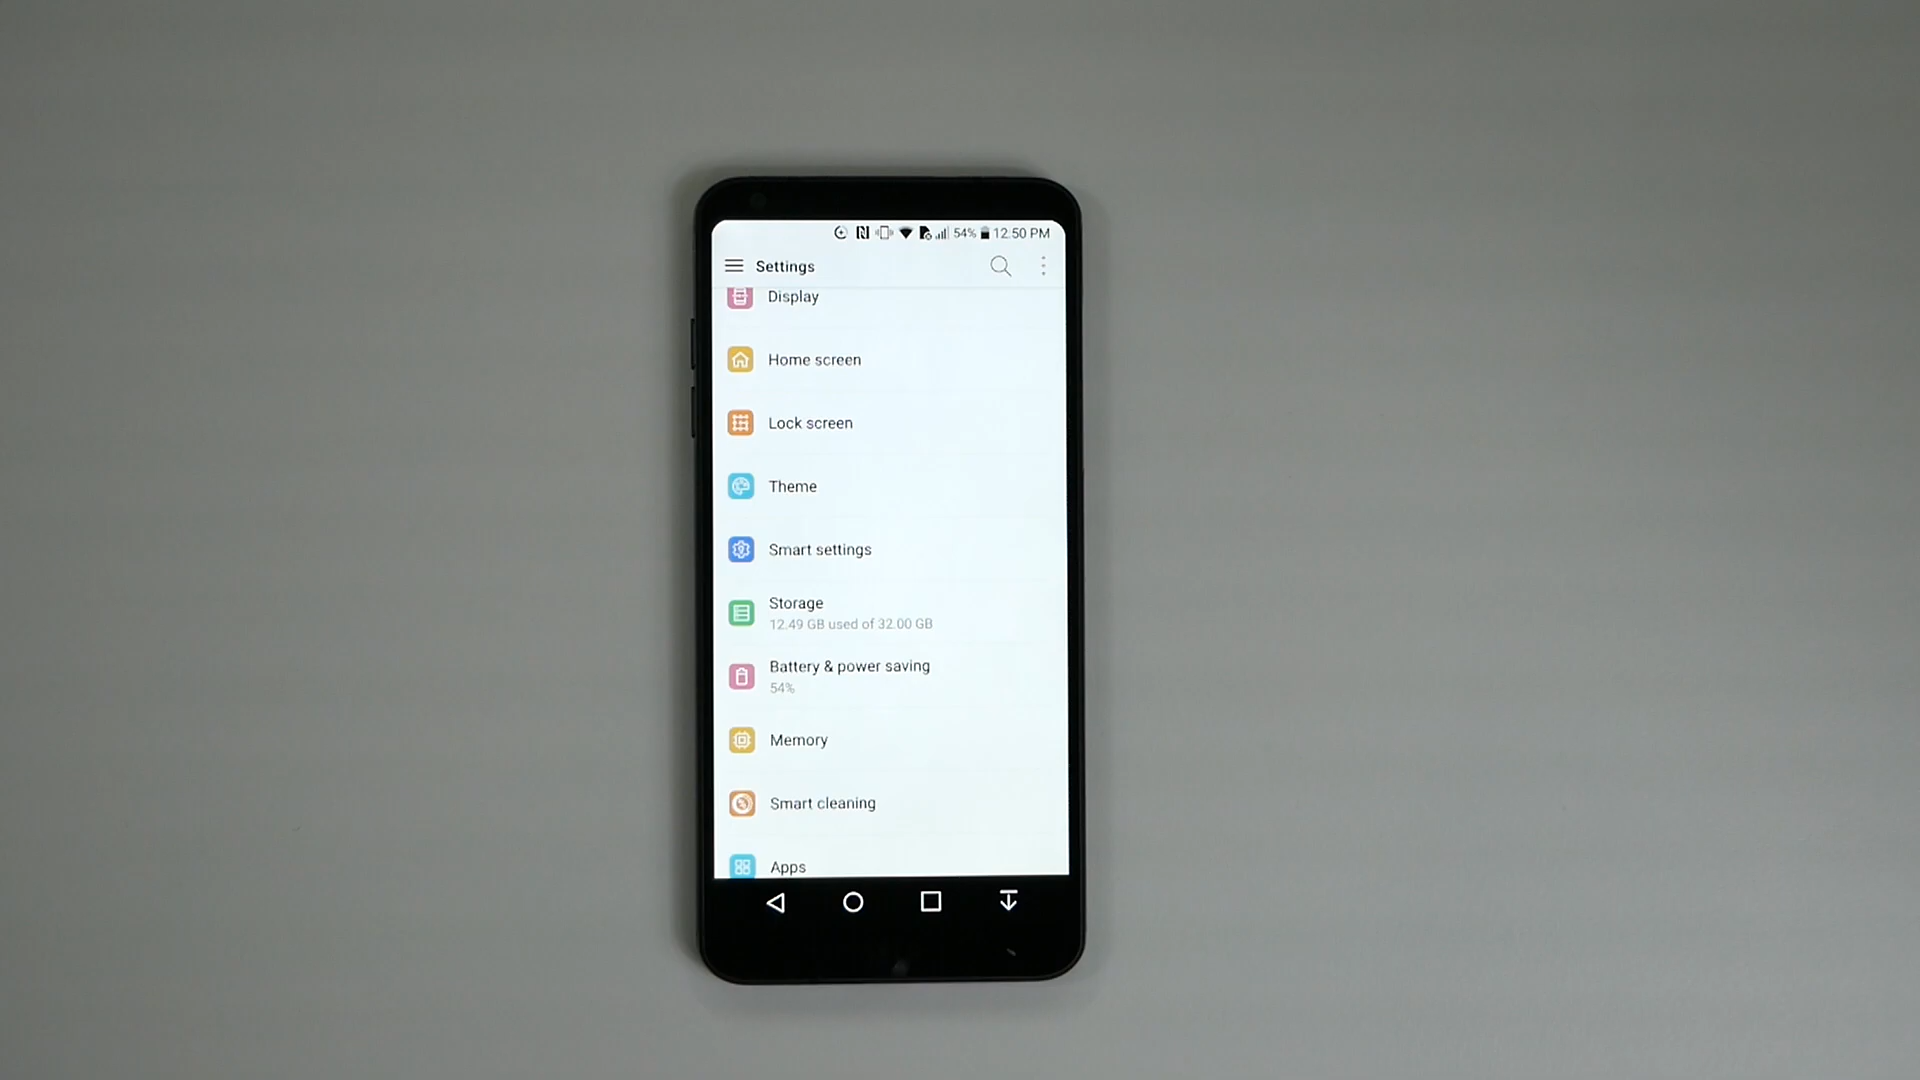 54% 12.50 PM
Settings
Display
Home screen
Lock screen
Theme
Smart settings
Storage
12.49 GB used of 32.00 GB
Battery & power saving
54%
Memory
Smart cleaning
Apps